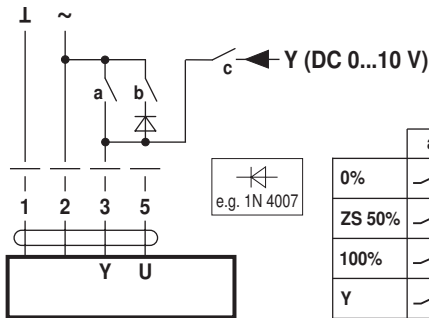 ⊥ ~
a b c Y (DC 0...10 V)
1 2 3 5
Y U
e.g. 1N 4007
0%
ZS 50%
100%
Y